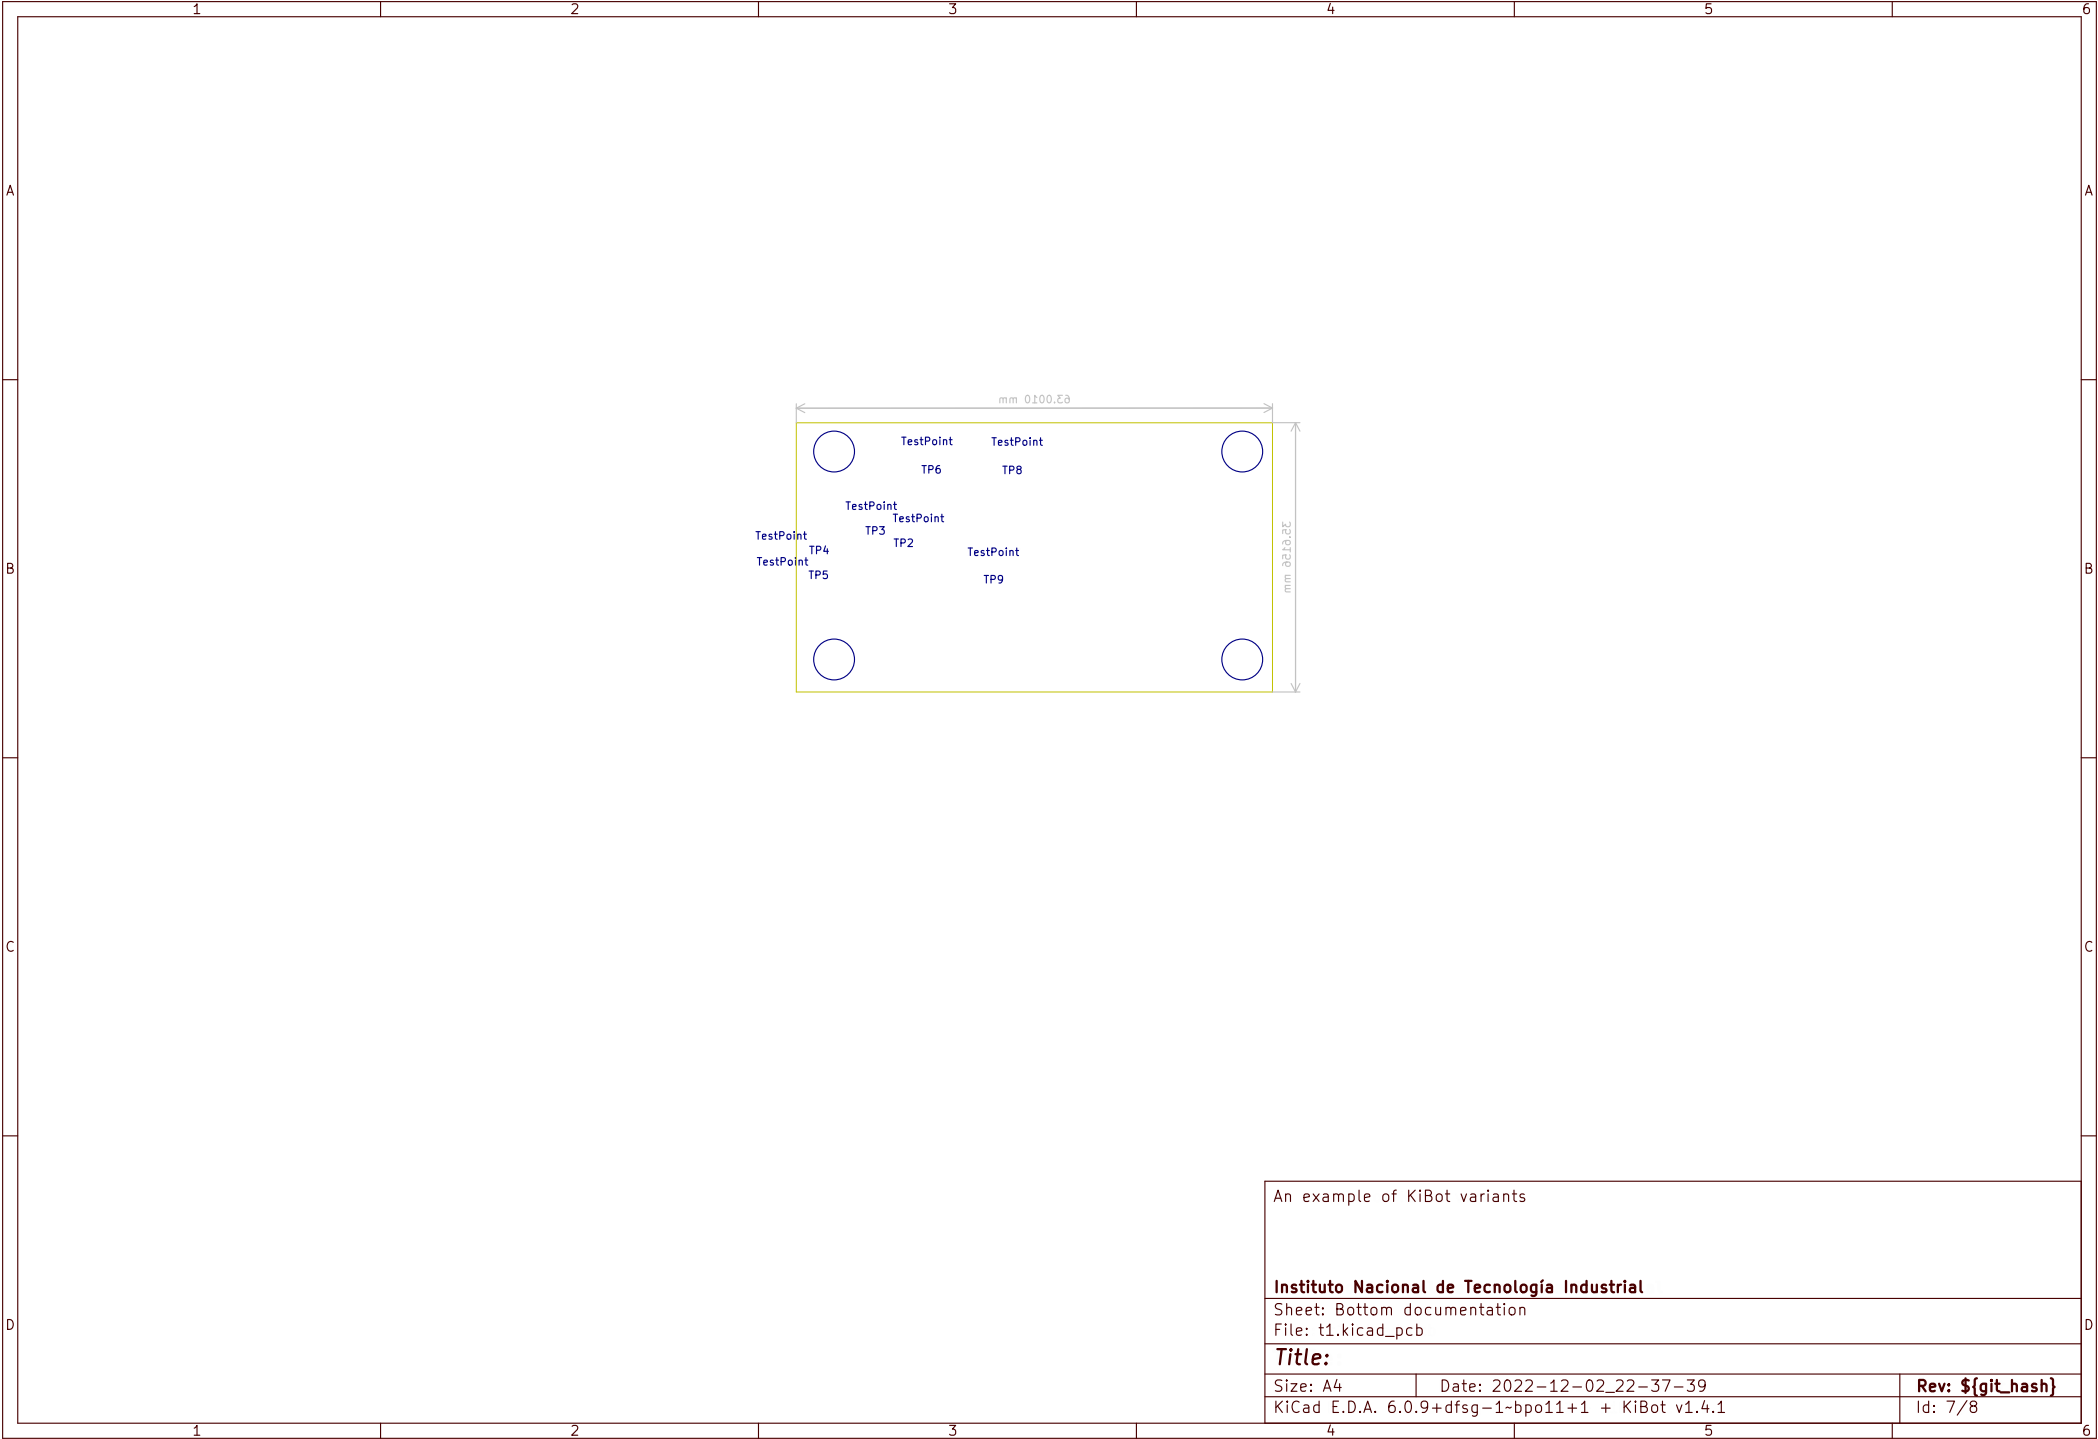 1 2 3 4 5 6
A A
63.0010 mm
TestPoint TestPoint
TP6 TP8
TestPoint
TestPoint
TP3
TestPoint
TP2
TP4
TestPoint
TestPoint
TP5
TP9
35.6156 mm
B B
C C
An example of KiBot variants
Instituto Nacional de Tecnología Industrial
Sheet: Bottom documentation
File: t1.kicad_pcb
D D
Title:
Size: A4 Date: 2022-12-02_22-37-39 Rev: ${git_hash}
KiCad E.D.A. 6.0.9+dfsg-1~bpo11+1 + KiBot v1.4.1 Id: 7/8
1 2 3 4 5 6